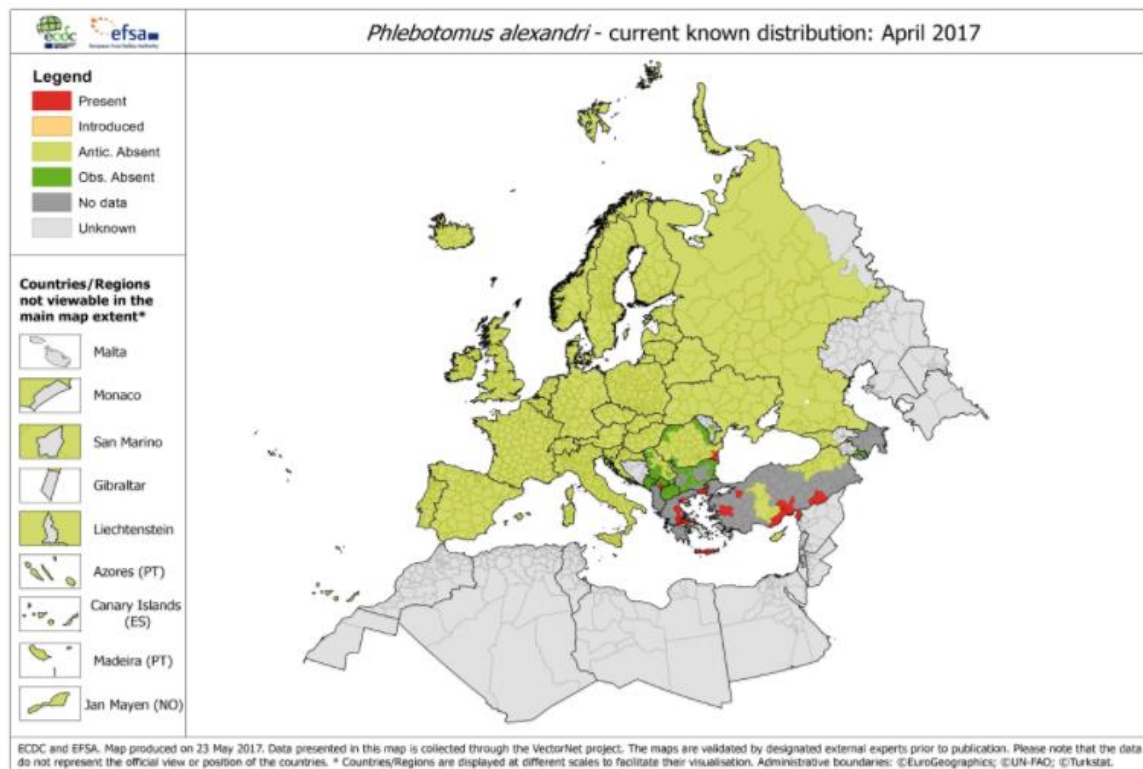 ecdc
efsa
European Food Safety Authority
Phlebotomus alexandri - current known distribution: April 2017
Legend
Present
Introduced
Antic. Absent
Obs. Absent
No data
Unknown
Countries/Regions
not viewable in the
main map extent*
Malta
Monaco
San Marino
Gibraltar
Liechtenstein
Azores (PT)
Canary Islands
(ES)
Madeira (PT)
Jan Mayen (NO)
ECDC and EFSA. Map produced on 23 May 2017. Data presented in this map is collected through the VectorNet project. The maps are validated by designated external experts prior to publication. Please note that the data
do not represent the official view or position of the countries. * Countries/Regions are displayed at different scales to facilitate their visualisation. Administrative boundaries: ©EuroGeographics; ©UN-FAO; ©Turkstat.